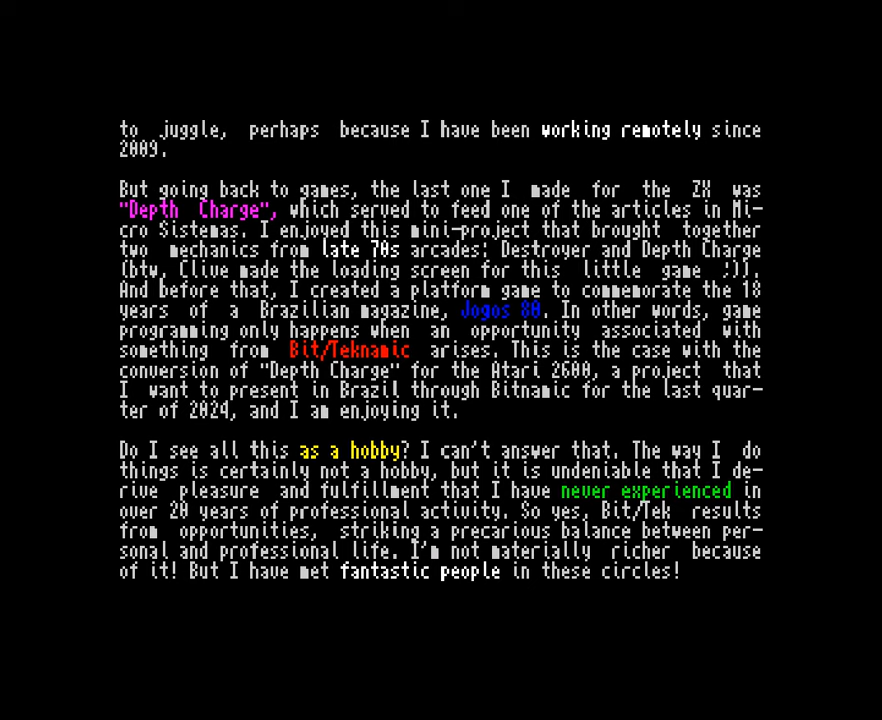 to juggle, perhaps because I have been working remotely since
2009.
But going back to games, the last one I made for the ZX was
"Depth Charge", which served to feed one of the articles in Mi-
cro Sistemas. I enjoyed this mini-project that brought together
two mechanics from late 70s arcades: Destroyer and Depth Charge
(btw, Clive made the loading screen for this little game ;)).
And before that, I created a platform game to commemorate the 18
years of a Brazilian magazine, Jogos 80. In other words, game
programming only happens when an opportunity associated with
something from Bit/Teknamic arises. This is the case with the
conversion of "Depth Charge" for the Atari 2600, a project that
I want to present in Brazil through Bitnamic for the last quar-
ter of 2024, and I am enjoying it.
Do I see all this as a hobby? I can't answer that. The way I do
things is certainly not a hobby, but it is undeniable that I de-
rive pleasure and fulfillment that I have never experienced in
over 20 years of professional activity. So yes, Bit/Tek results
from opportunities, striking a precarious balance between per-
sonal and professional life. I'm not materially richer because
of it! But I have met fantastic people in these circles!